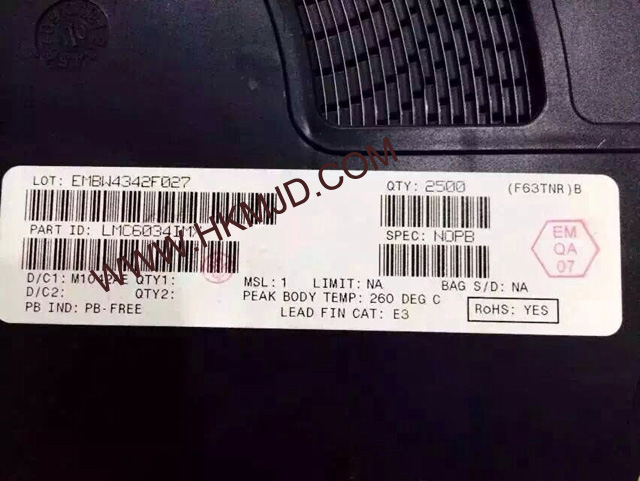 LOT: EMBW4342F027
QTY: 2500 (F63TNR)B
PART ID: LMC6034IMX
SPEC: NOPB
EM
QA
07
D/C1: QTY1:
D/C2: QTY2:
PB IND: PB-FREE
MSL: 1 LIMIT: NA BAG S/D: NA
PEAK BODY TEMP: 260 DEG C
LEAD FIN CAT: E3
RoHS: YES
WWW.HKMJD.COM